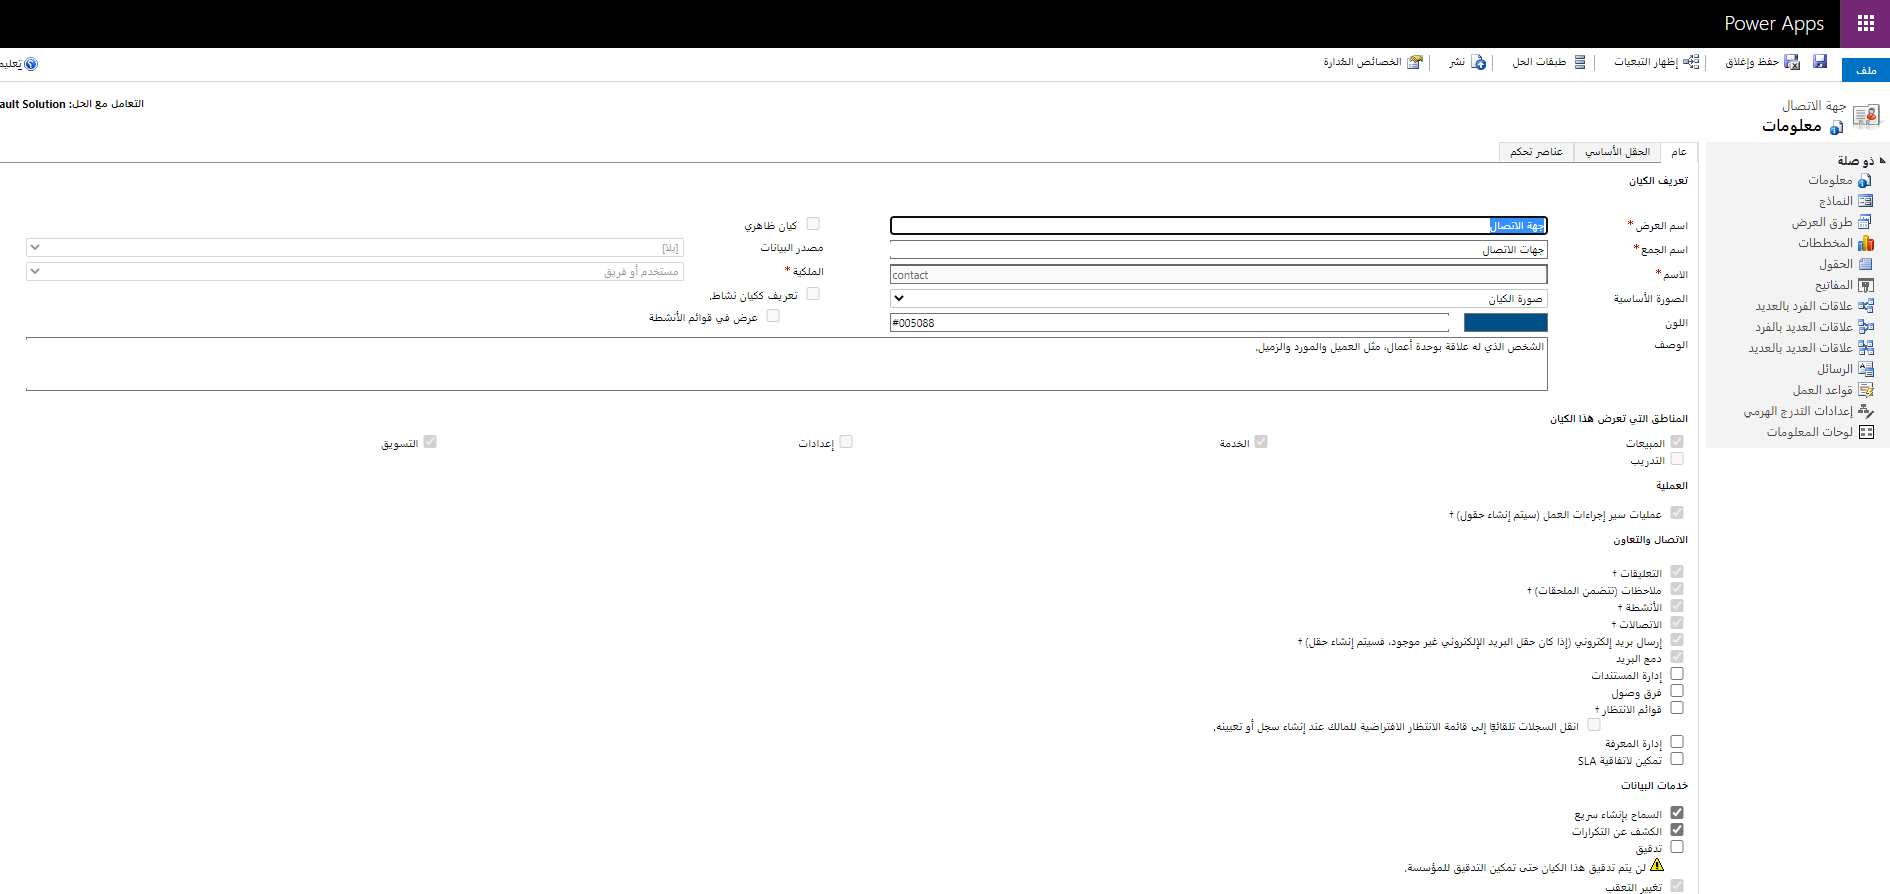 Power Apps
ملف
حفظ وإغلاق
إظهار التبعيات
طبقات الحل
نشر
الخصائص المُدارة
تعليم
جهة الاتصال
معلومات
التعامل مع الحل: ault Solution
ذو صلة
معلومات
النماذج
طرق العرض
المخططات
الحقول
المفاتيح
علاقات الفرد بالعديد
علاقات العديد بالفرد
علاقات العديد بالعديد
الرسائل
قواعد العمل
إعدادات التدرج الهرمي
لوحات المعلومات
عام
الحقل الأساسي
عناصر تحكم
تعريف الكيان
اسم العرض *
جهة الاتصال
كيان ظاهري
اسم الجمع *
جهات الاتصال
مصدر البيانات
[بلا]
الاسم *
contact
الملكية *
مستخدم أو فريق
الصورة الأساسية
صورة الكيان
تعريف ككيان نشاط.
اللون
#005088
عرض في قوائم الأنشطة
الوصف
الشخص الذي له علاقة بوحدة أعمال، مثل العميل والمورد والزميل.
المناطق التي تعرض هذا الكيان
المبيعات
الخدمة
إعدادات
التسويق
التدريب
العملية
عمليات سير إجراءات العمل (سيتم إنشاء حقول) †
الاتصال والتعاون
التعليقات †
ملاحظات (تتضمن الملحقات) †
الأنشطة †
الاتصالات †
إرسال بريد إلكتروني (إذا كان حقل البريد الإلكتروني غير موجود، فسيتم إنشاء حقل) †
دمج البريد
إدارة المستندات
فرق وصول
قوائم الانتظار †
انقل السجلات تلقائيًا إلى قائمة الانتظار الافتراضية للمالك عند إنشاء سجل أو تعيينه.
إدارة المعرفة
تمكين لاتفاقية SLA
خدمات البيانات
السماح بإنشاء سريع
الكشف عن التكرارات
تدقيق
لن يتم تدقيق هذا الكيان حتى تمكين التدقيق للمؤسسة.
تغيير التعقب